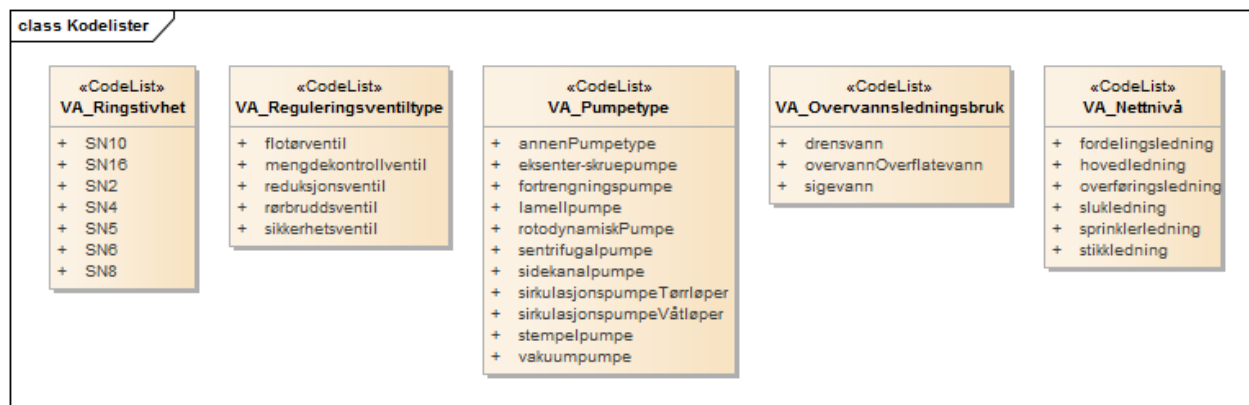 class Kodelister
«CodeList»
VA_Ringstivhet
+ SN10
+ SN16
+ SN2
+ SN4
+ SN5
+ SN6
+ SN8
«CodeList»
VA_Reguleringsventiltype
+ flotørventil
+ mengdekontrollventil
+ reduksjonsventil
+ rørbruddsventil
+ sikkerhetsventil
«CodeList»
VA_Pumpetype
+ annenPumpetype
+ eksenter-skruepumpe
+ fortrengningspumpe
+ lamellpumpe
+ rotodynamiskPumpe
+ sentrifugalpumpe
+ sidekanalpumpe
+ sirkulasjonspumpeTørrløper
+ sirkulasjonspumpeVåtløper
+ stempelpumpe
+ vakuumpumpe
«CodeList»
VA_Overvannsledningsbruk
+ drensvann
+ overvannOverflatevann
+ sigevann
«CodeList»
VA_Nettnivå
+ fordelingsledning
+ hovedledning
+ overføringsledning
+ slukledning
+ sprinklerledning
+ stikkledning